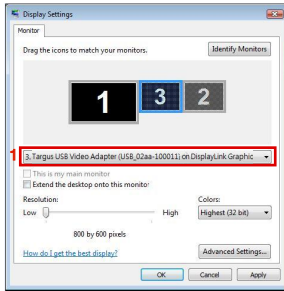 Display Settings
Monitor
Drag the icons to match your monitors.
Identify Monitors
1 3 2
1
3. Targus USB Video Adapter (USB_02aa-100011) on DisplayLink Graphic
This is my main monitor
Extend the desktop onto this monitor
Resolution:
Colors:
Low High
Highest (32 bit)
800 by 600 pixels
How do I get the best display?
Advanced Settings...
OK Cancel Apply